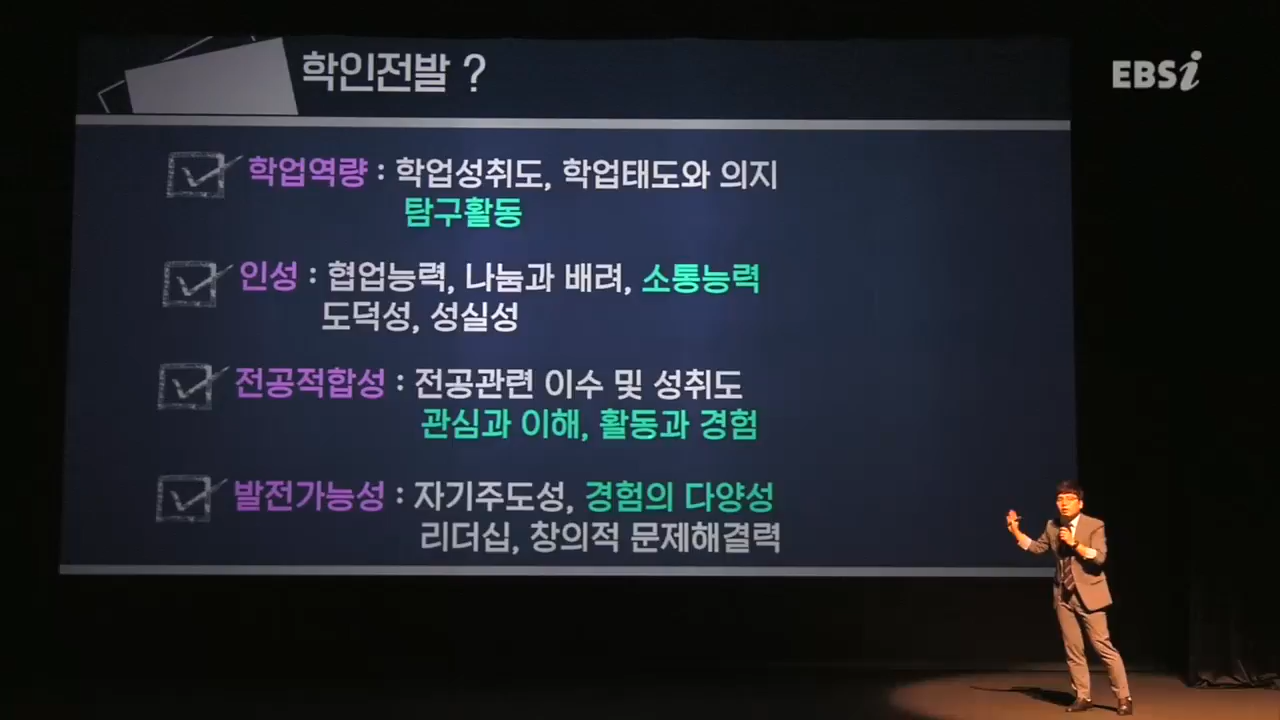 학인전발 ?
EBSi
학업역량 : 학업성취도, 학업태도와 의지
탐구활동
인성 : 협업능력, 나눔과 배려, 소통능력
도덕성, 성실성
전공적합성 : 전공관련 이수 및 성취도
관심과 이해, 활동과 경험
발전가능성 : 자기주도성, 경험의 다양성
리더십, 창의적 문제해결력